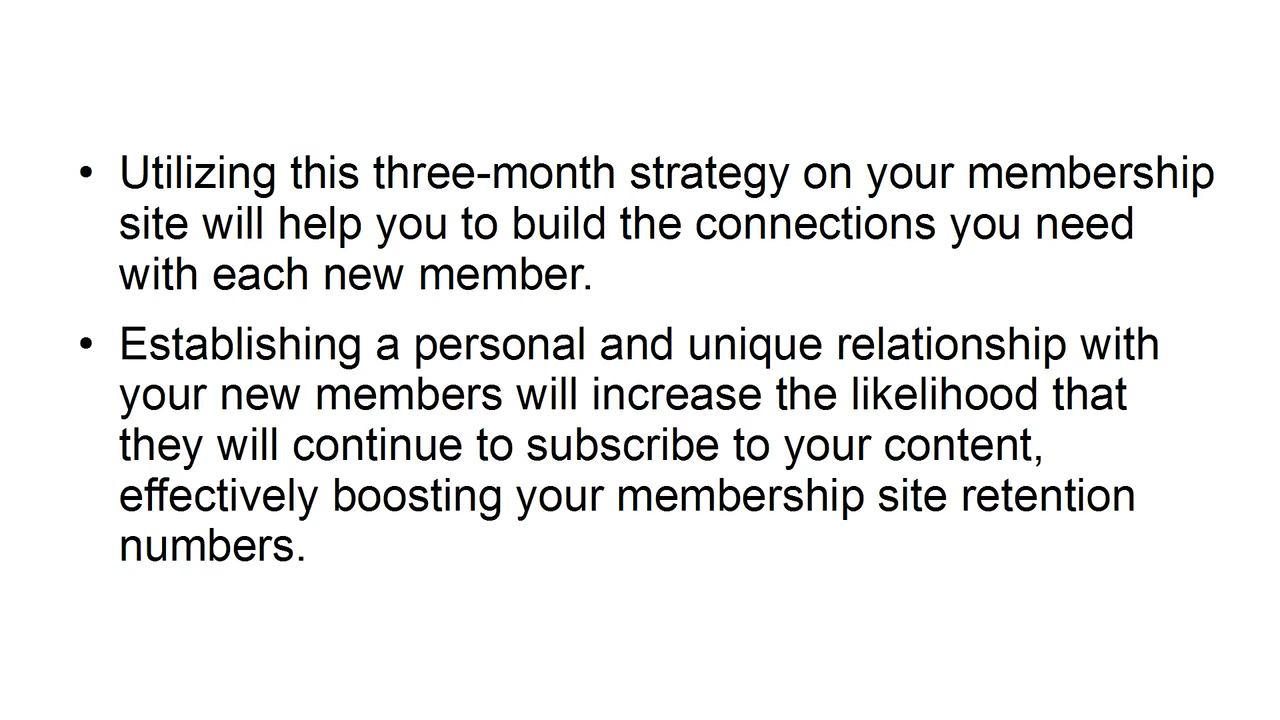 • Utilizing this three-month strategy on your membership
site will help you to build the connections you need
with each new member.
• Establishing a personal and unique relationship with
your new members will increase the likelihood that
they will continue to subscribe to your content,
effectively boosting your membership site retention
numbers.